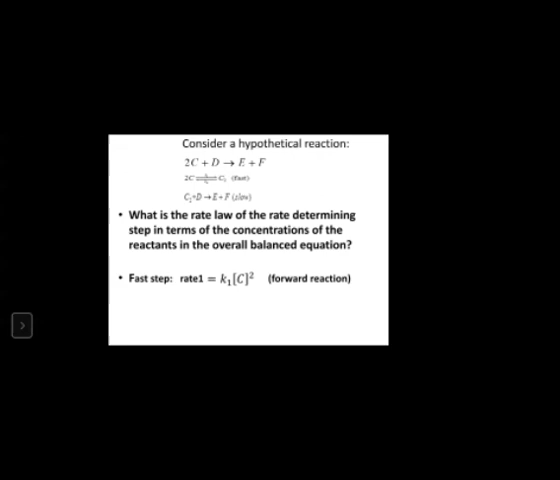 Consider a hypothetical reaction:
2C + D → E + F
2C ⇌ C₂ (fast)
C₂+D → E + F (slow)
• What is the rate law of the rate determining
step in terms of the concentrations of the
reactants in the overall balanced equation?
• Fast step: rate1 = k₁[C]² (forward reaction)